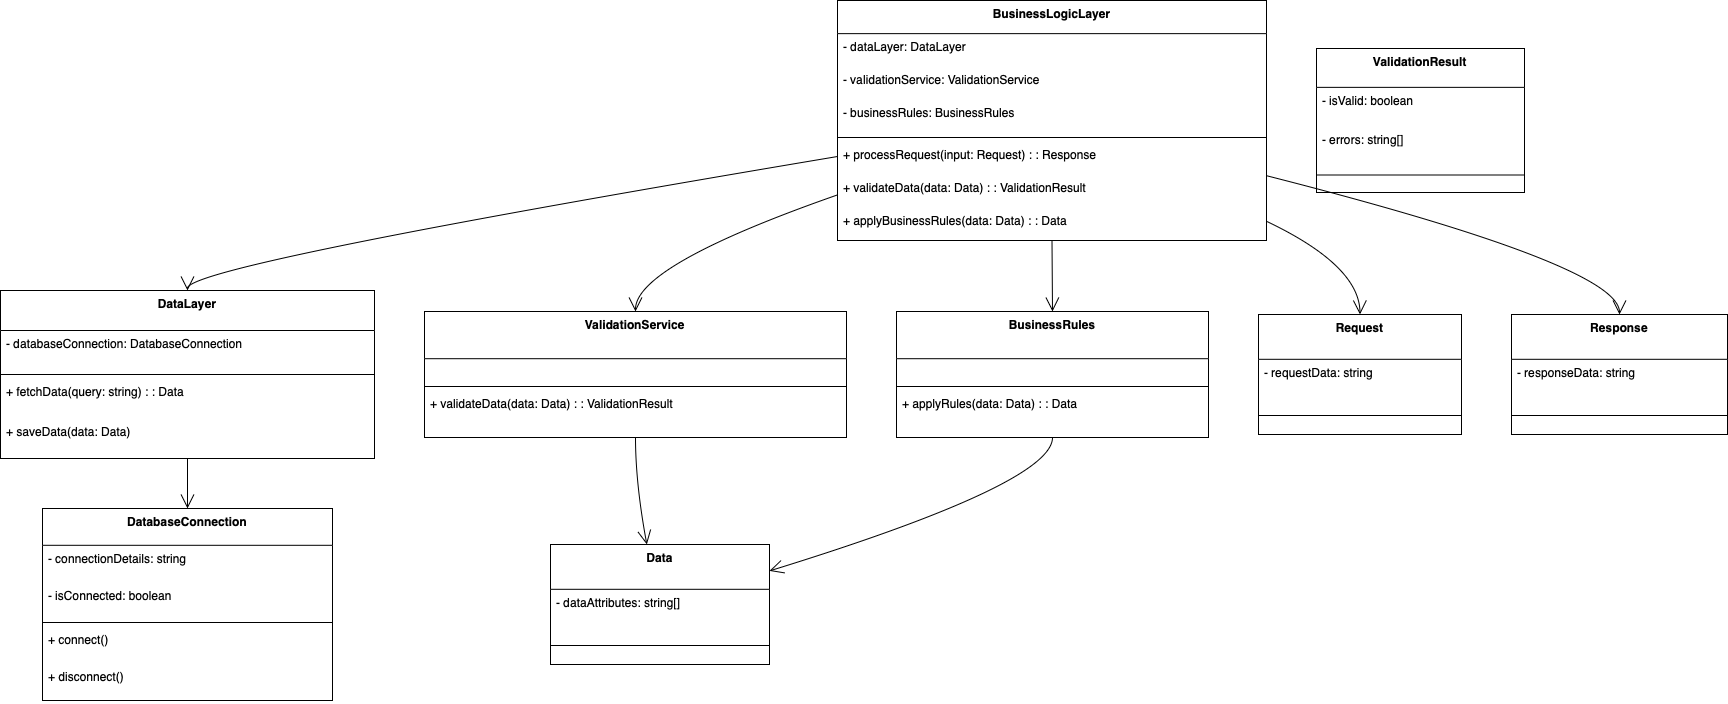 BusinessLogicLayer
- dataLayer: DataLayer
- validationService: ValidationService
- businessRules: BusinessRules
+ processRequest(input: Request) : : Response
+ validateData(data: Data) : : ValidationResult
+ applyBusinessRules(data: Data) : : Data
ValidationResult
- isValid: boolean
- errors: string[]
DataLayer
- databaseConnection: DatabaseConnection
+ fetchData(query: string) : : Data
+ saveData(data: Data)
ValidationService
+ validateData(data: Data) : : ValidationResult
BusinessRules
+ applyRules(data: Data) : : Data
Request
- requestData: string
Response
- responseData: string
DatabaseConnection
- connectionDetails: string
- isConnected: boolean
+ connect()
+ disconnect()
Data
- dataAttributes: string[]